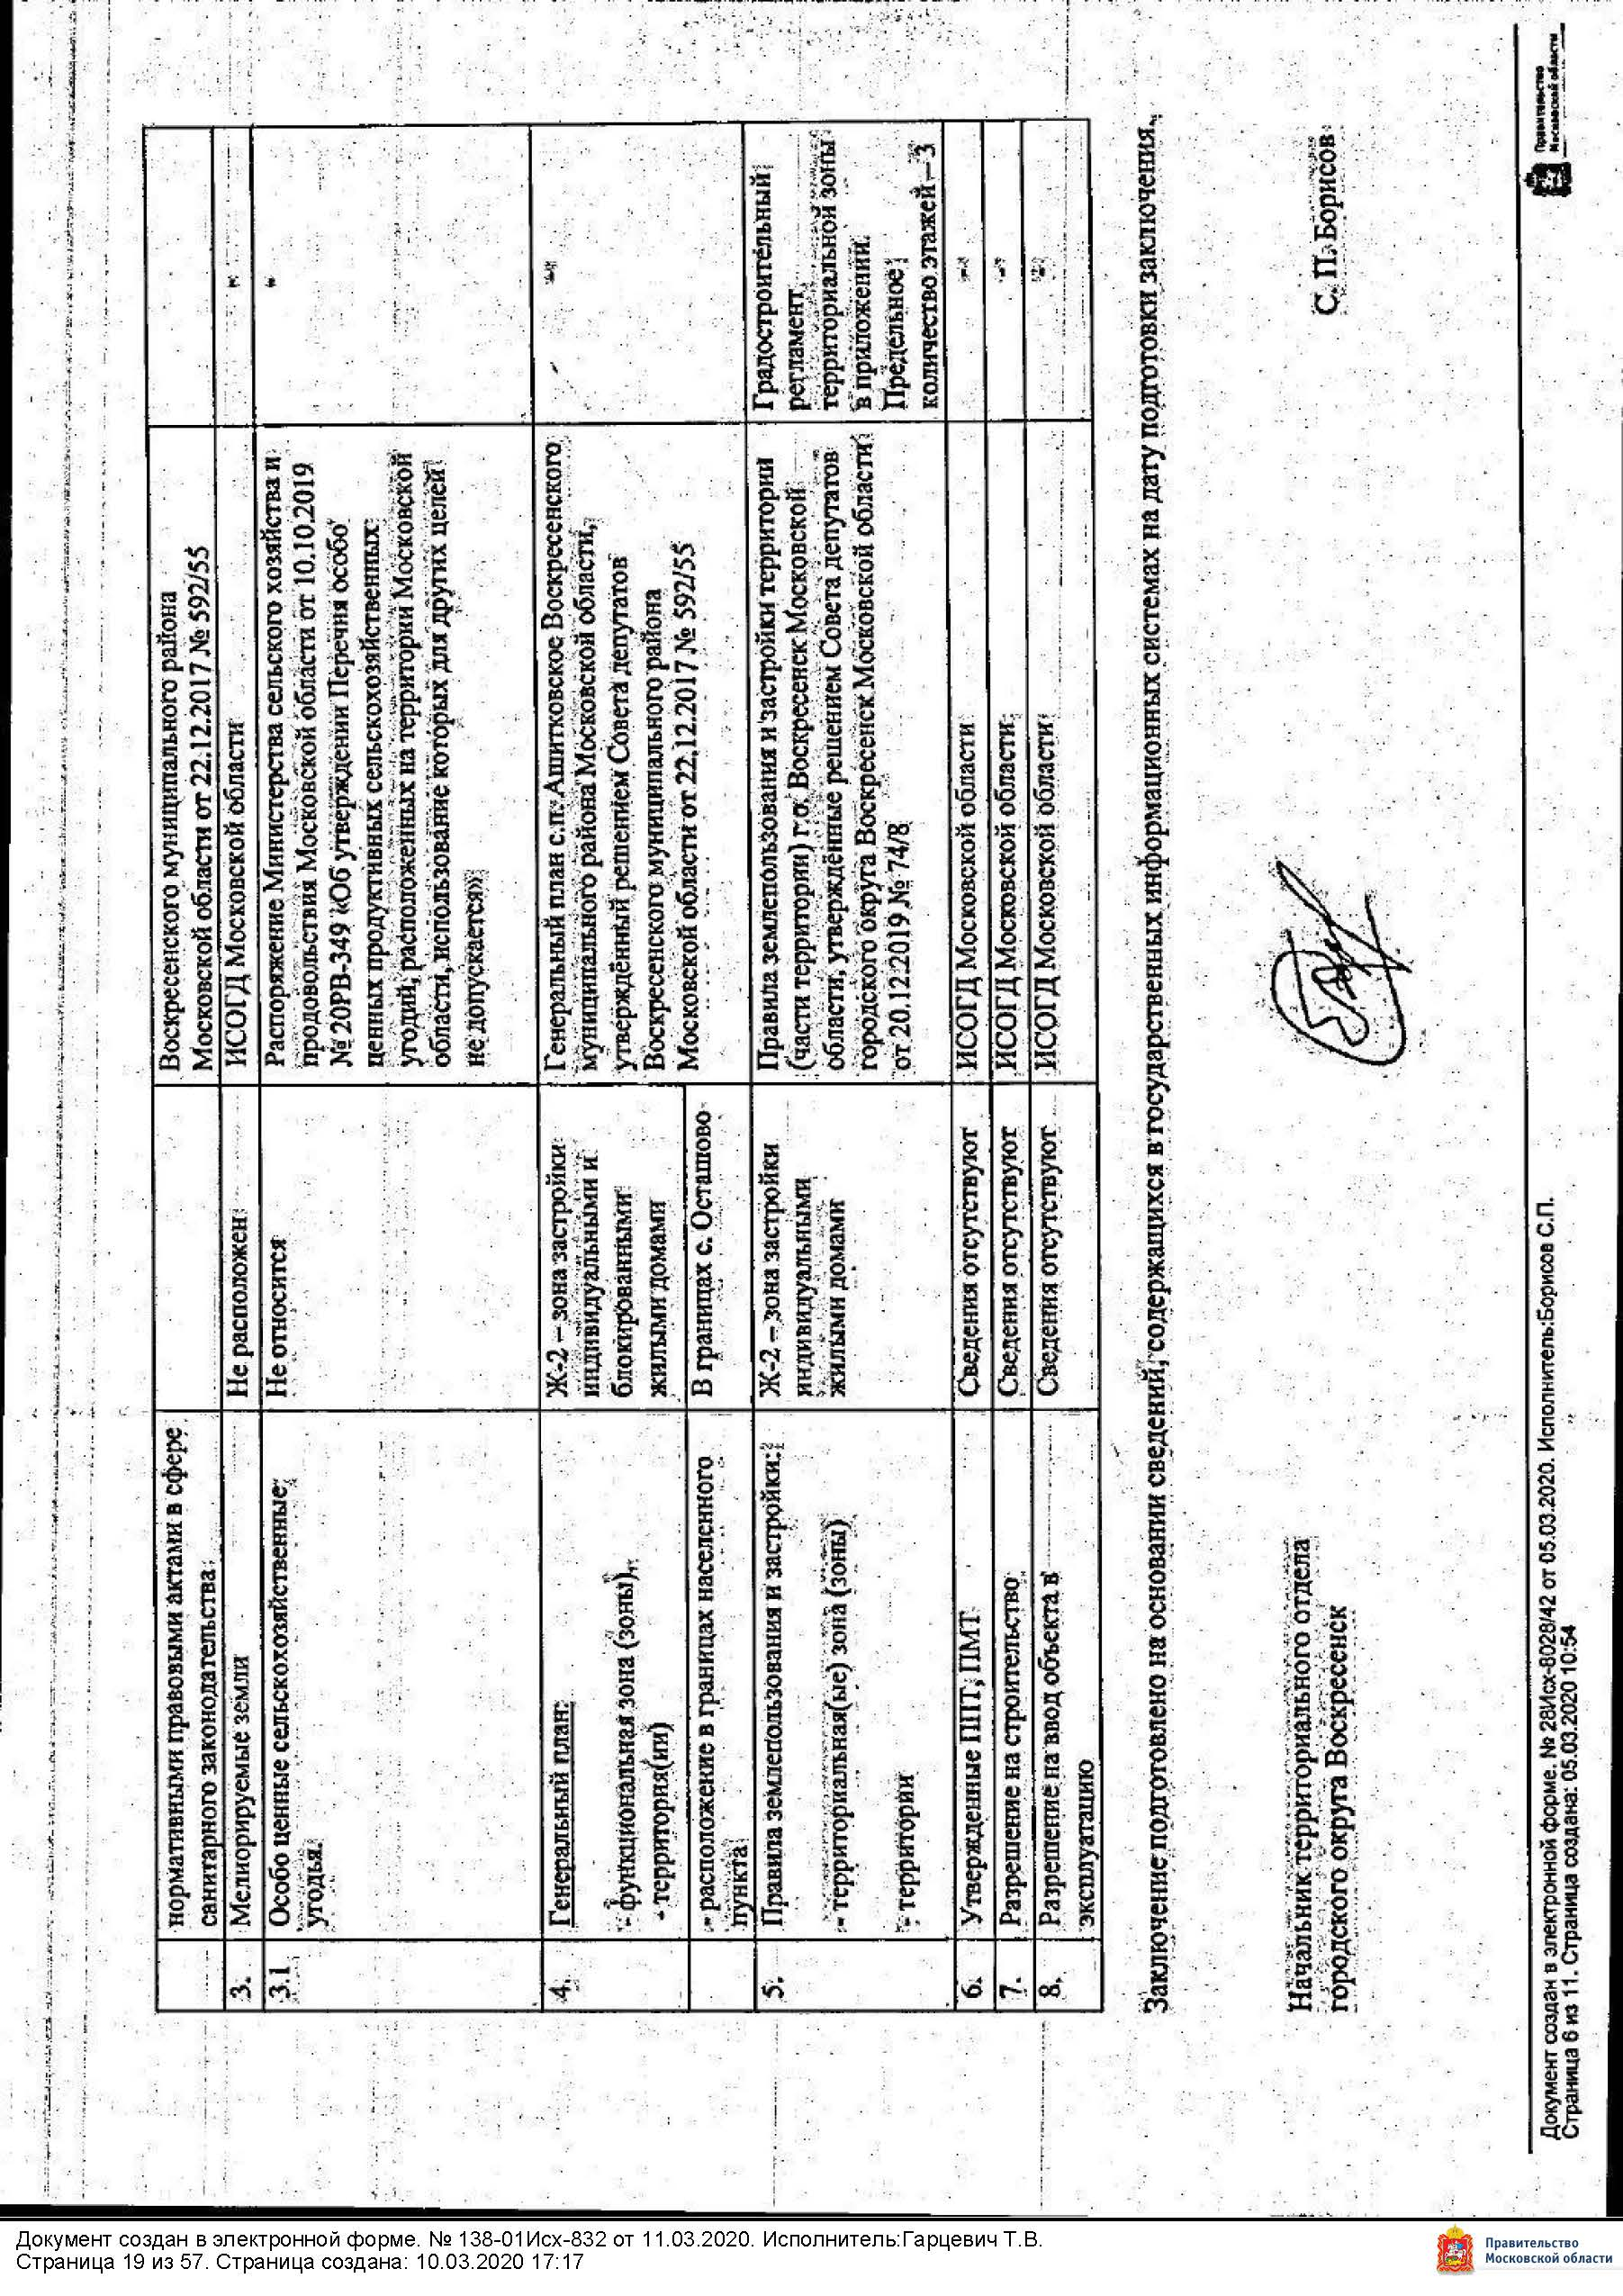 нормативными правовыми актами в сфере
санитарного законодательства
Воскресенского муниципального района
Московской области от 22.12.2017 № 592/55
3.
Мелиорируемые земли
Не расположен
ИСОГД Московской области
3.1
Особо ценные сельскохозяйственные
угодья
Не относится
Распоряжение Министерства сельского хозяйства и
продовольствия Московской области от 10.10.2019
№ 20РВ-349 «Об утверждении Перечня особо
ценных продуктивных сельскохозяйственных
угодий, расположенных на территории Московской
области, использование которых для других целей
не допускается»
4.
Генеральный план:
- функциональная зона (зоны),
- территория(ии)
Ж-2 – зона застройки
индивидуальными и
блокированными
жилыми домами
Генеральный план с.п. Ашитковское Воскресенского
муниципального района Московской области,
утверждённый решением Совета депутатов
Воскресенского муниципального района
Московской области от 22.12.2017 № 592/55
- расположение в границах населенного
пункта
В границах с. Осташово
5.
Правила землепользования и застройки:
- территориальная(ые) зона (зоны)
- территории
Ж-2 – зона застройки
индивидуальными
жилыми домами
Правила землепользования и застройки территории
(части территории) г.о. Воскресенск Московской
области, утверждённые решением Совета депутатов
городского округа Воскресенск Московской области
от 20.12.2019 № 74/8
Градостроительный
регламент
территориальной зоны
в приложении.
Предельное
количество этажей – 3
6.
Утвержденные ППТ, ПМТ
Сведения отсутствуют
ИСОГД Московской области
7.
Разрешение на строительство
Сведения отсутствуют
ИСОГД Московской области
8.
Разрешение на ввод объекта в
эксплуатацию
Сведения отсутствуют
ИСОГД Московской области
Заключение подготовлено на основании сведений, содержащихся в государственных информационных системах на дату подготовки заключения.
Начальник территориального отдела
городского округа Воскресенск
С. П. Борисов
Документ создан в электронной форме. № 28Исх-8028/42 от 05.03.2020. Исполнитель:Борисов С.П.
Страница 6 из 11. Страница создана: 05.03.2020 10:54
Правительство
Московской области
Документ создан в электронной форме. № 138-01Исх-832 от 11.03.2020. Исполнитель:Гарцевич Т.В.
Страница 19 из 57. Страница создана: 10.03.2020 17:17
Правительство
Московской области